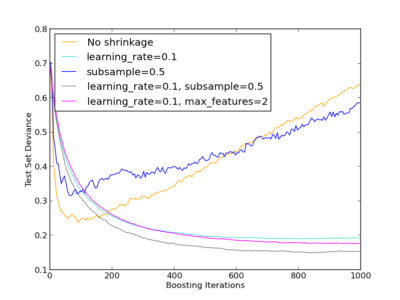 0.8
No shrinkage
learning_rate=0.1
subsample=0.5
learning_rate=0.1, subsample=0.5
learning_rate=0.1, max_features=2
0.7
0.6
0.5
0.4
0.3
0.2
0.1
Test Set Deviance
0
200
400
600
800
1000
Boosting Iterations